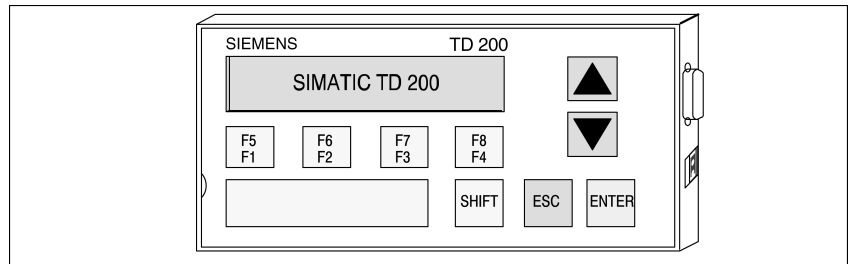 SIEMENS TD 200
SIMATIC TD 200
F5 F6 F7 F8
F1 F2 F3 F4
SHIFT ESC ENTER